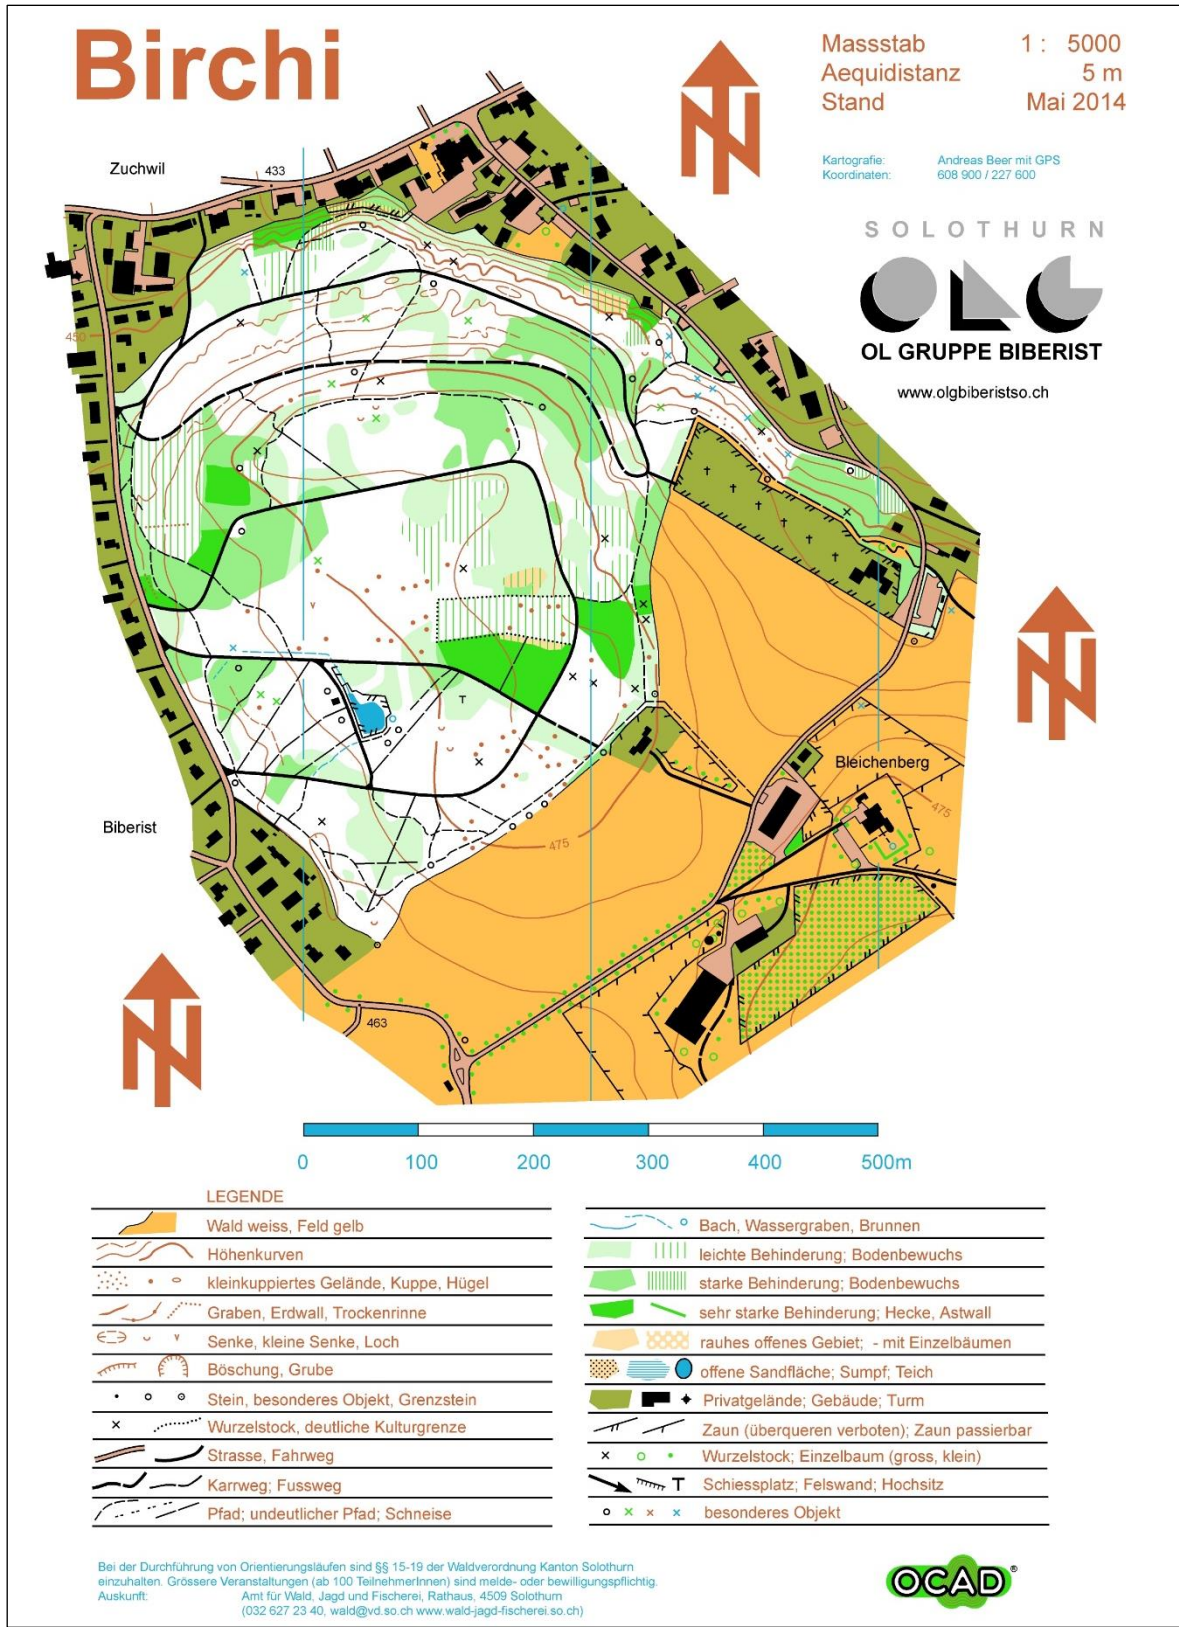 Birchi
Massstab 1 : 5000
Aequidistanz 5 m
Stand Mai 2014
Kartografie: Andreas Beer mit GPS
Koordinaten: 608 900 / 227 600
SOLOTHURN
OLG
OL GRUPPE BIBERIST
www.olgbiberistso.ch
Zuchwil
433
450
Bleichenberg
475
Biberist
475
463
0 100 200 300 400 500m
LEGENDE
Wald weiss, Feld gelb
Höhenkurven
kleinkuppiertes Gelände, Kuppe, Hügel
Graben, Erdwall, Trockenrinne
Senke, kleine Senke, Loch
Böschung, Grube
Stein, besonderes Objekt, Grenzstein
Wurzelstock, deutliche Kulturgrenze
Strasse, Fahrweg
Karrweg; Fussweg
Pfad; undeutlicher Pfad; Schneise
Bach, Wassergraben, Brunnen
leichte Behinderung; Bodenbewuchs
starke Behinderung; Bodenbewuchs
sehr starke Behinderung; Hecke, Astwall
rauhes offenes Gebiet; - mit Einzelbäumen
offene Sandfläche; Sumpf; Teich
Privatgelände; Gebäude; Turm
Zaun (überqueren verboten); Zaun passierbar
Wurzelstock; Einzelbaum (gross, klein)
Schiessplatz; Felswand; Hochsitz
besonderes Objekt
Bei der Durchführung von Orientierungsläufen sind §§ 15-19 der Waldverordnung Kanton Solothurn
einzuhalten. Grössere Veranstaltungen (ab 100 TeilnehmerInnen) sind melde- oder bewilligungspflichtig.
Auskunft: Amt für Wald, Jagd und Fischerei, Rathaus, 4509 Solothurn
(032 627 23 40, wald@vd.so.ch www.wald-jagd-fischerei.so.ch)
OCAD®